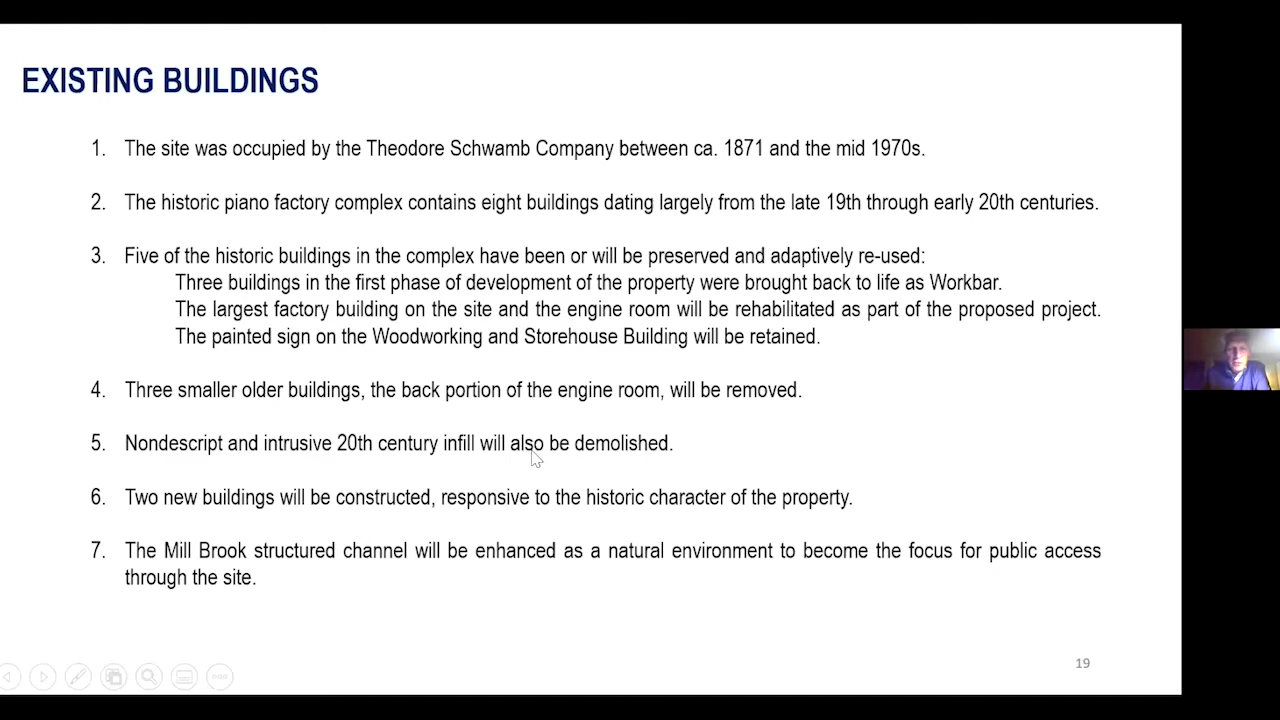 EXISTING BUILDINGS
1. The site was occupied by the Theodore Schwamb Company between ca. 1871 and the mid 1970s.
2. The historic piano factory complex contains eight buildings dating largely from the late 19th through early 20th centuries.
3. Five of the historic buildings in the complex have been or will be preserved and adaptively re-used:
Three buildings in the first phase of development of the property were brought back to life as Workbar.
The largest factory building on the site and the engine room will be rehabilitated as part of the proposed project.
The painted sign on the Woodworking and Storehouse Building will be retained.
4. Three smaller older buildings, the back portion of the engine room, will be removed.
5. Nondescript and intrusive 20th century infill will also be demolished.
6. Two new buildings will be constructed, responsive to the historic character of the property.
7. The Mill Brook structured channel will be enhanced as a natural environment to become the focus for public access
through the site.
19